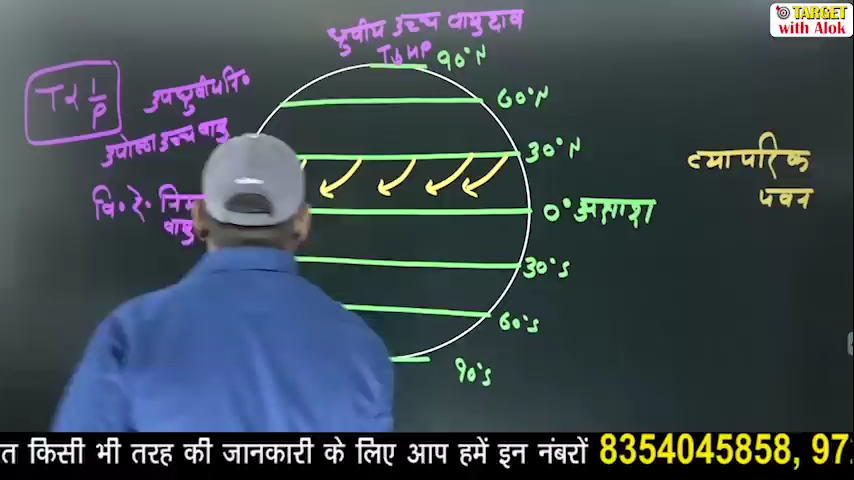 TARGET
with Alok
ध्रुवीय उच्च वायुदाब
T↓ HP
90°N
T ∝ 1/P
उपध्रुवीय नि॰
60°N
उपोष्ण उच्च वायु
30°N
व्यापारिक
पवन
वि॰ रे॰ निम्न
वायु
0° अक्षांश
30°S
60°S
90°S
त किसी भी तरह की जानकारी के लिए आप हमें इन नंबरों 8354045858, 97